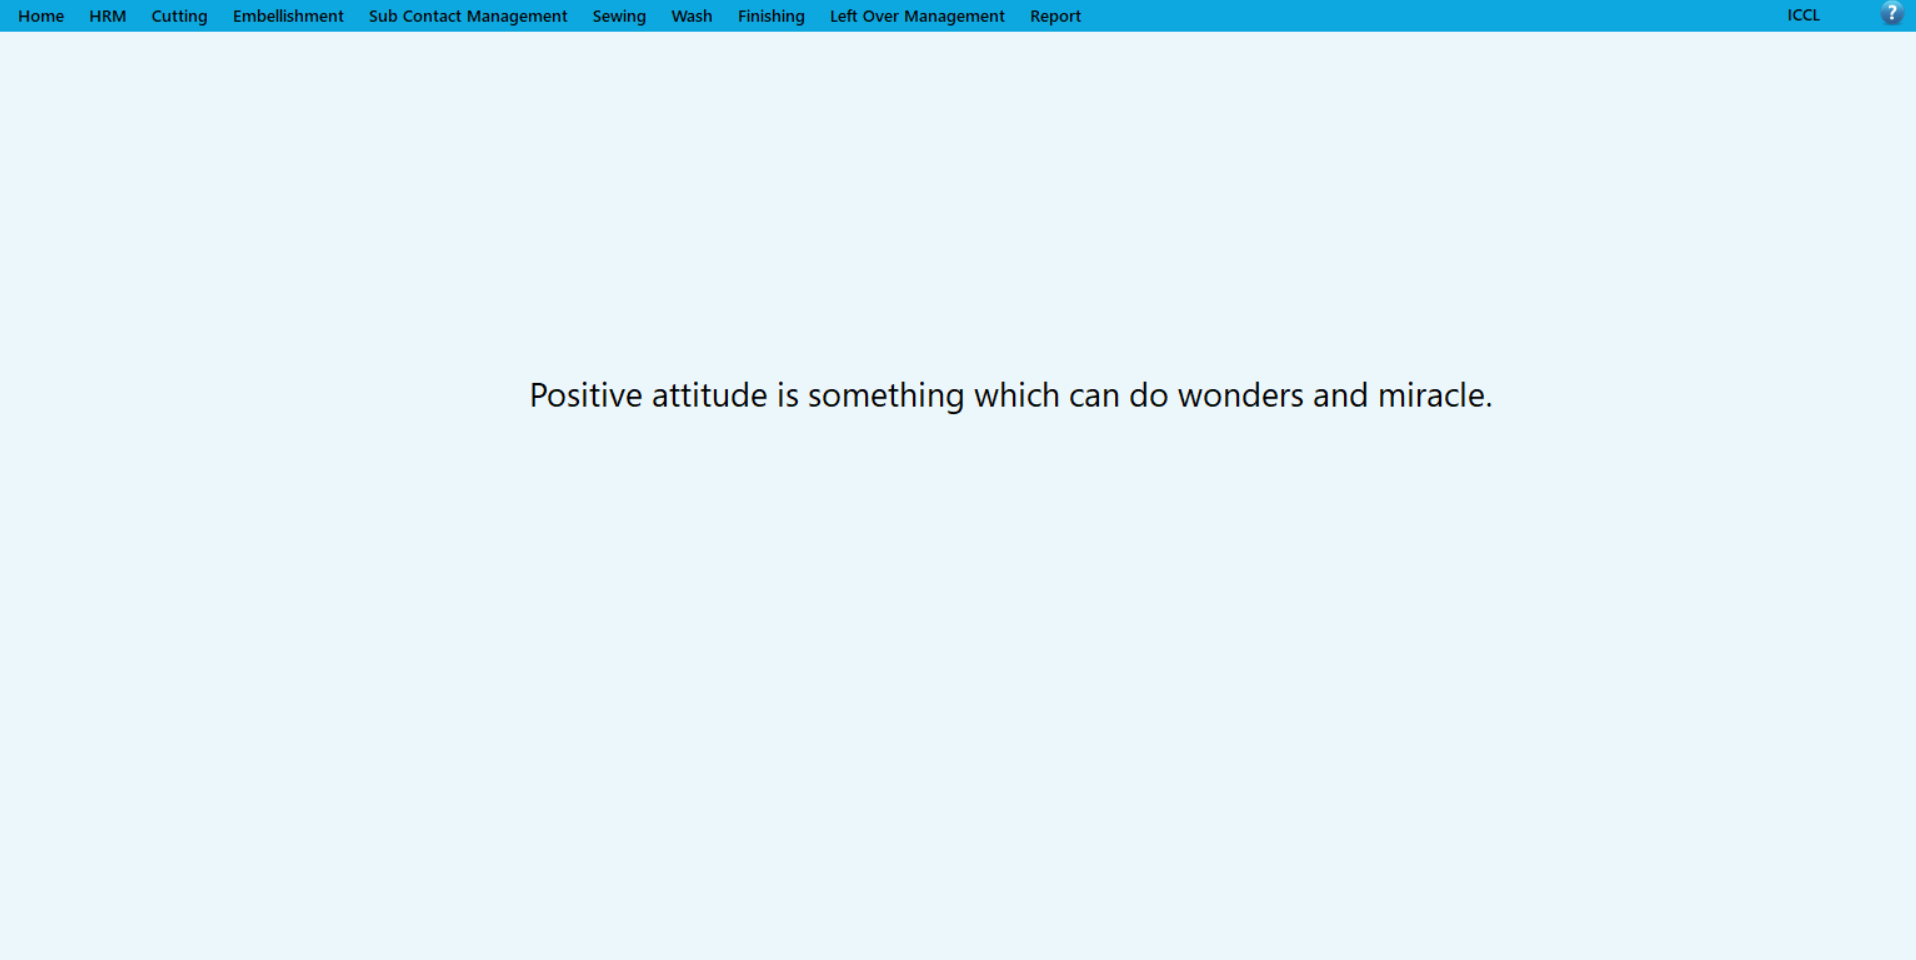 Home HRM Cutting Embellishment Sub Contact Management Sewing Wash Finishing Left Over Management Report ICCL ?
Positive attitude is something which can do wonders and miracle.